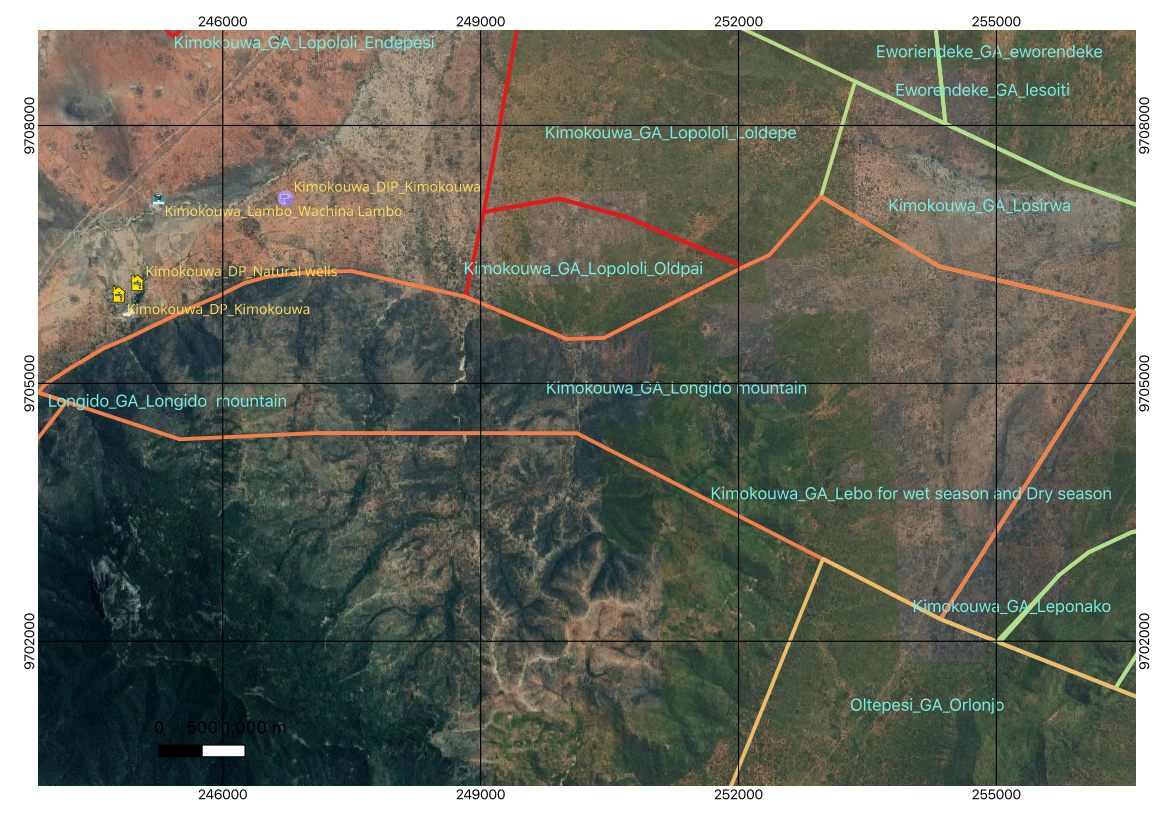 246000 249000 252000 255000
Kimokouwa_GA_Lopololi_Endepesi
Eworiendeke_GA_eworendeke
Eworendeke_GA_lesoiti
9708000
Kimokouwa_GA_Lopololi_Loldepe
9708000
Kimokouwa_DIP_Kimokouwa
Kimokouwa_Lambo_Wachina Lambo
Kimokouwa_GA_Losirwa
Kimokouwa_DP_Natural wells
Kimokouwa_GA_Lopololi_Oldpai
Kimokouwa_DP_Kimokouwa
9705000
Kimokouwa_GA_Longido mountain
9705000
Longido_GA_Longido mountain
Kimokouwa_GA_Lebo for wet season and Dry season
Kimokouwa_GA_Leponako
9702000
9702000
Oltepesi_GA_Orlonjo
0 500 1,000 m
246000 249000 252000 255000